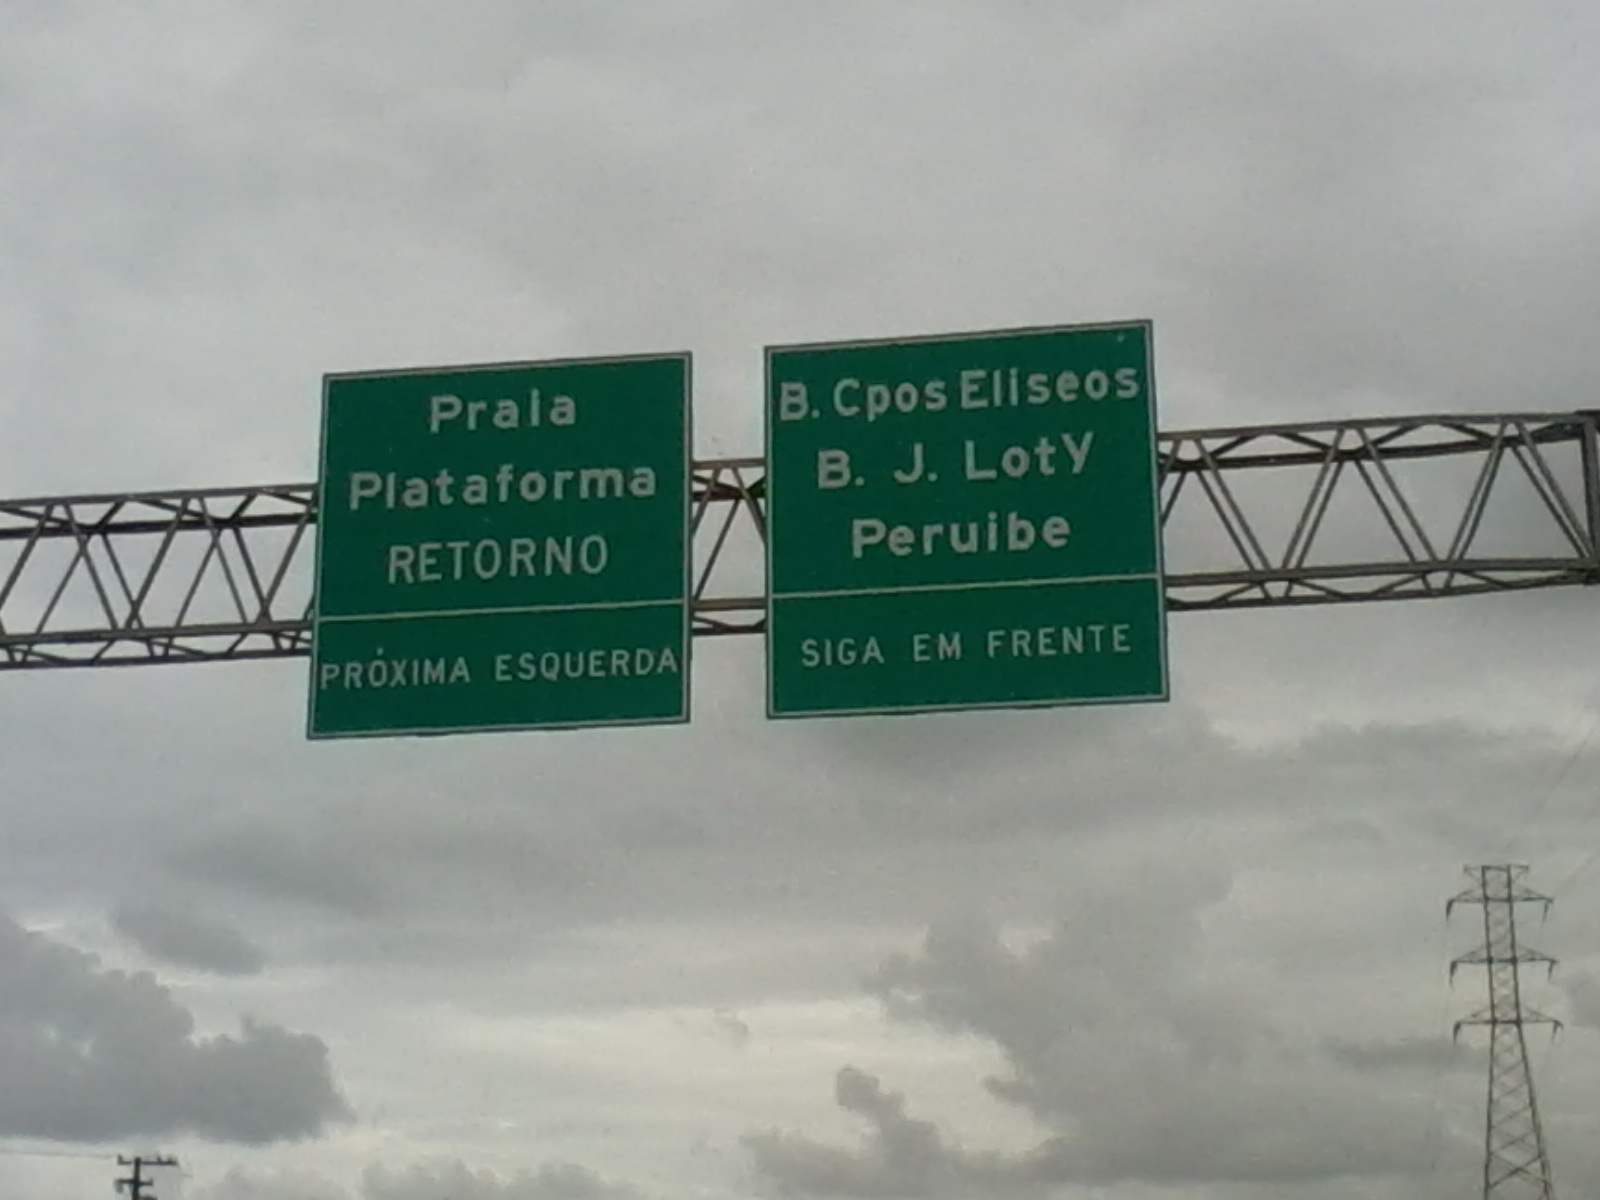 Praia
Plataforma
RETORNO
PRÓXIMA ESQUERDA
B. Cpos Eliseos
B. J. Loty
Peruibe
SIGA EM FRENTE